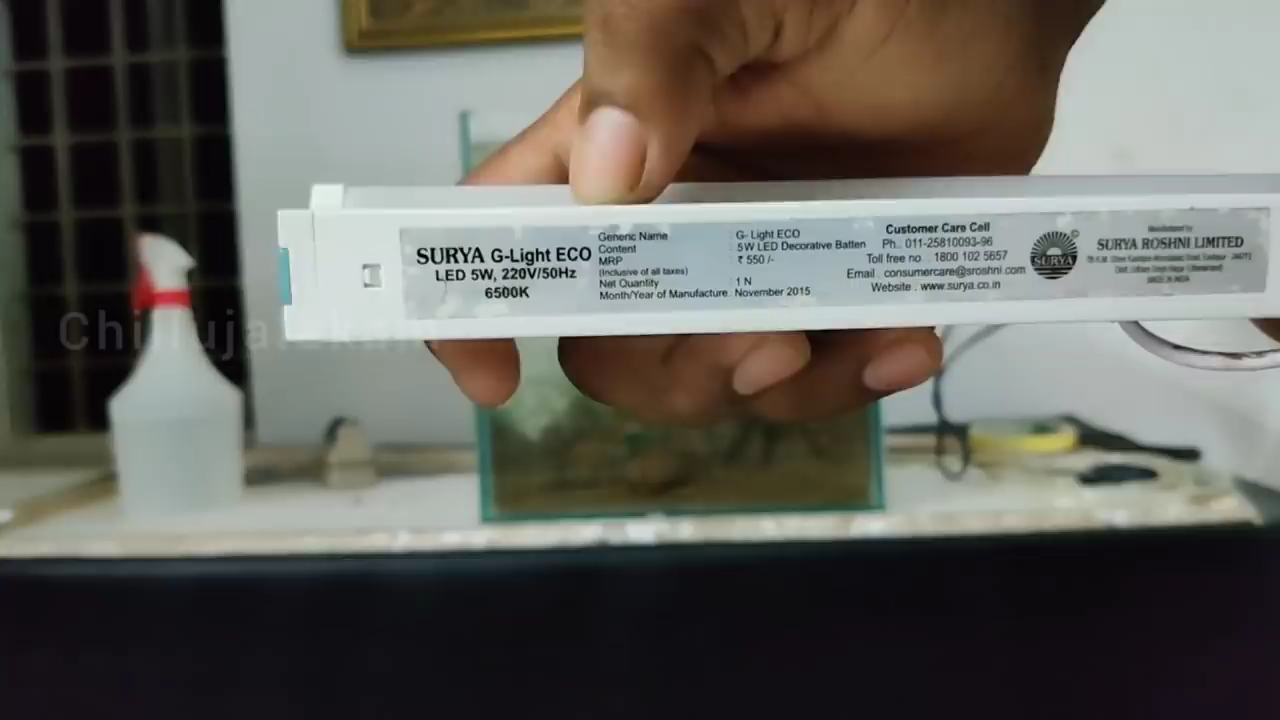 SURYA G-Light ECO
LED 5W, 220V/50Hz
6500K
Generic Name : G- Light ECO
Content : 5W LED Decorative Batten
MRP : ₹ 550 /-
(Inclusive of all taxes)
Net Quantity : 1 N
Month/Year of Manufacture : November 2015
Customer Care Cell
Ph. : 011-25810093-96
Toll free no : 1800 102 5657
Email : consumercare@sroshni.com
Website : www.surya.co.in
SURYA
©
Manufactured by
SURYA ROSHNI LIMITED
MADE IN INDIA